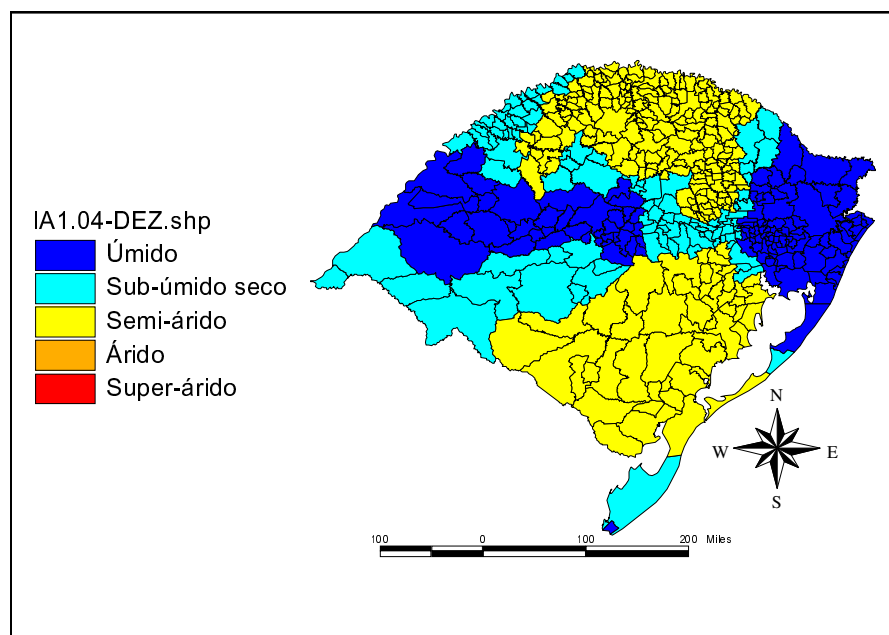 IA1.04-DEZ.shp
Úmido
Sub-úmido seco
Semi-árido
Árido
Super-árido
N
W
E
S
100 0 100 200 Miles